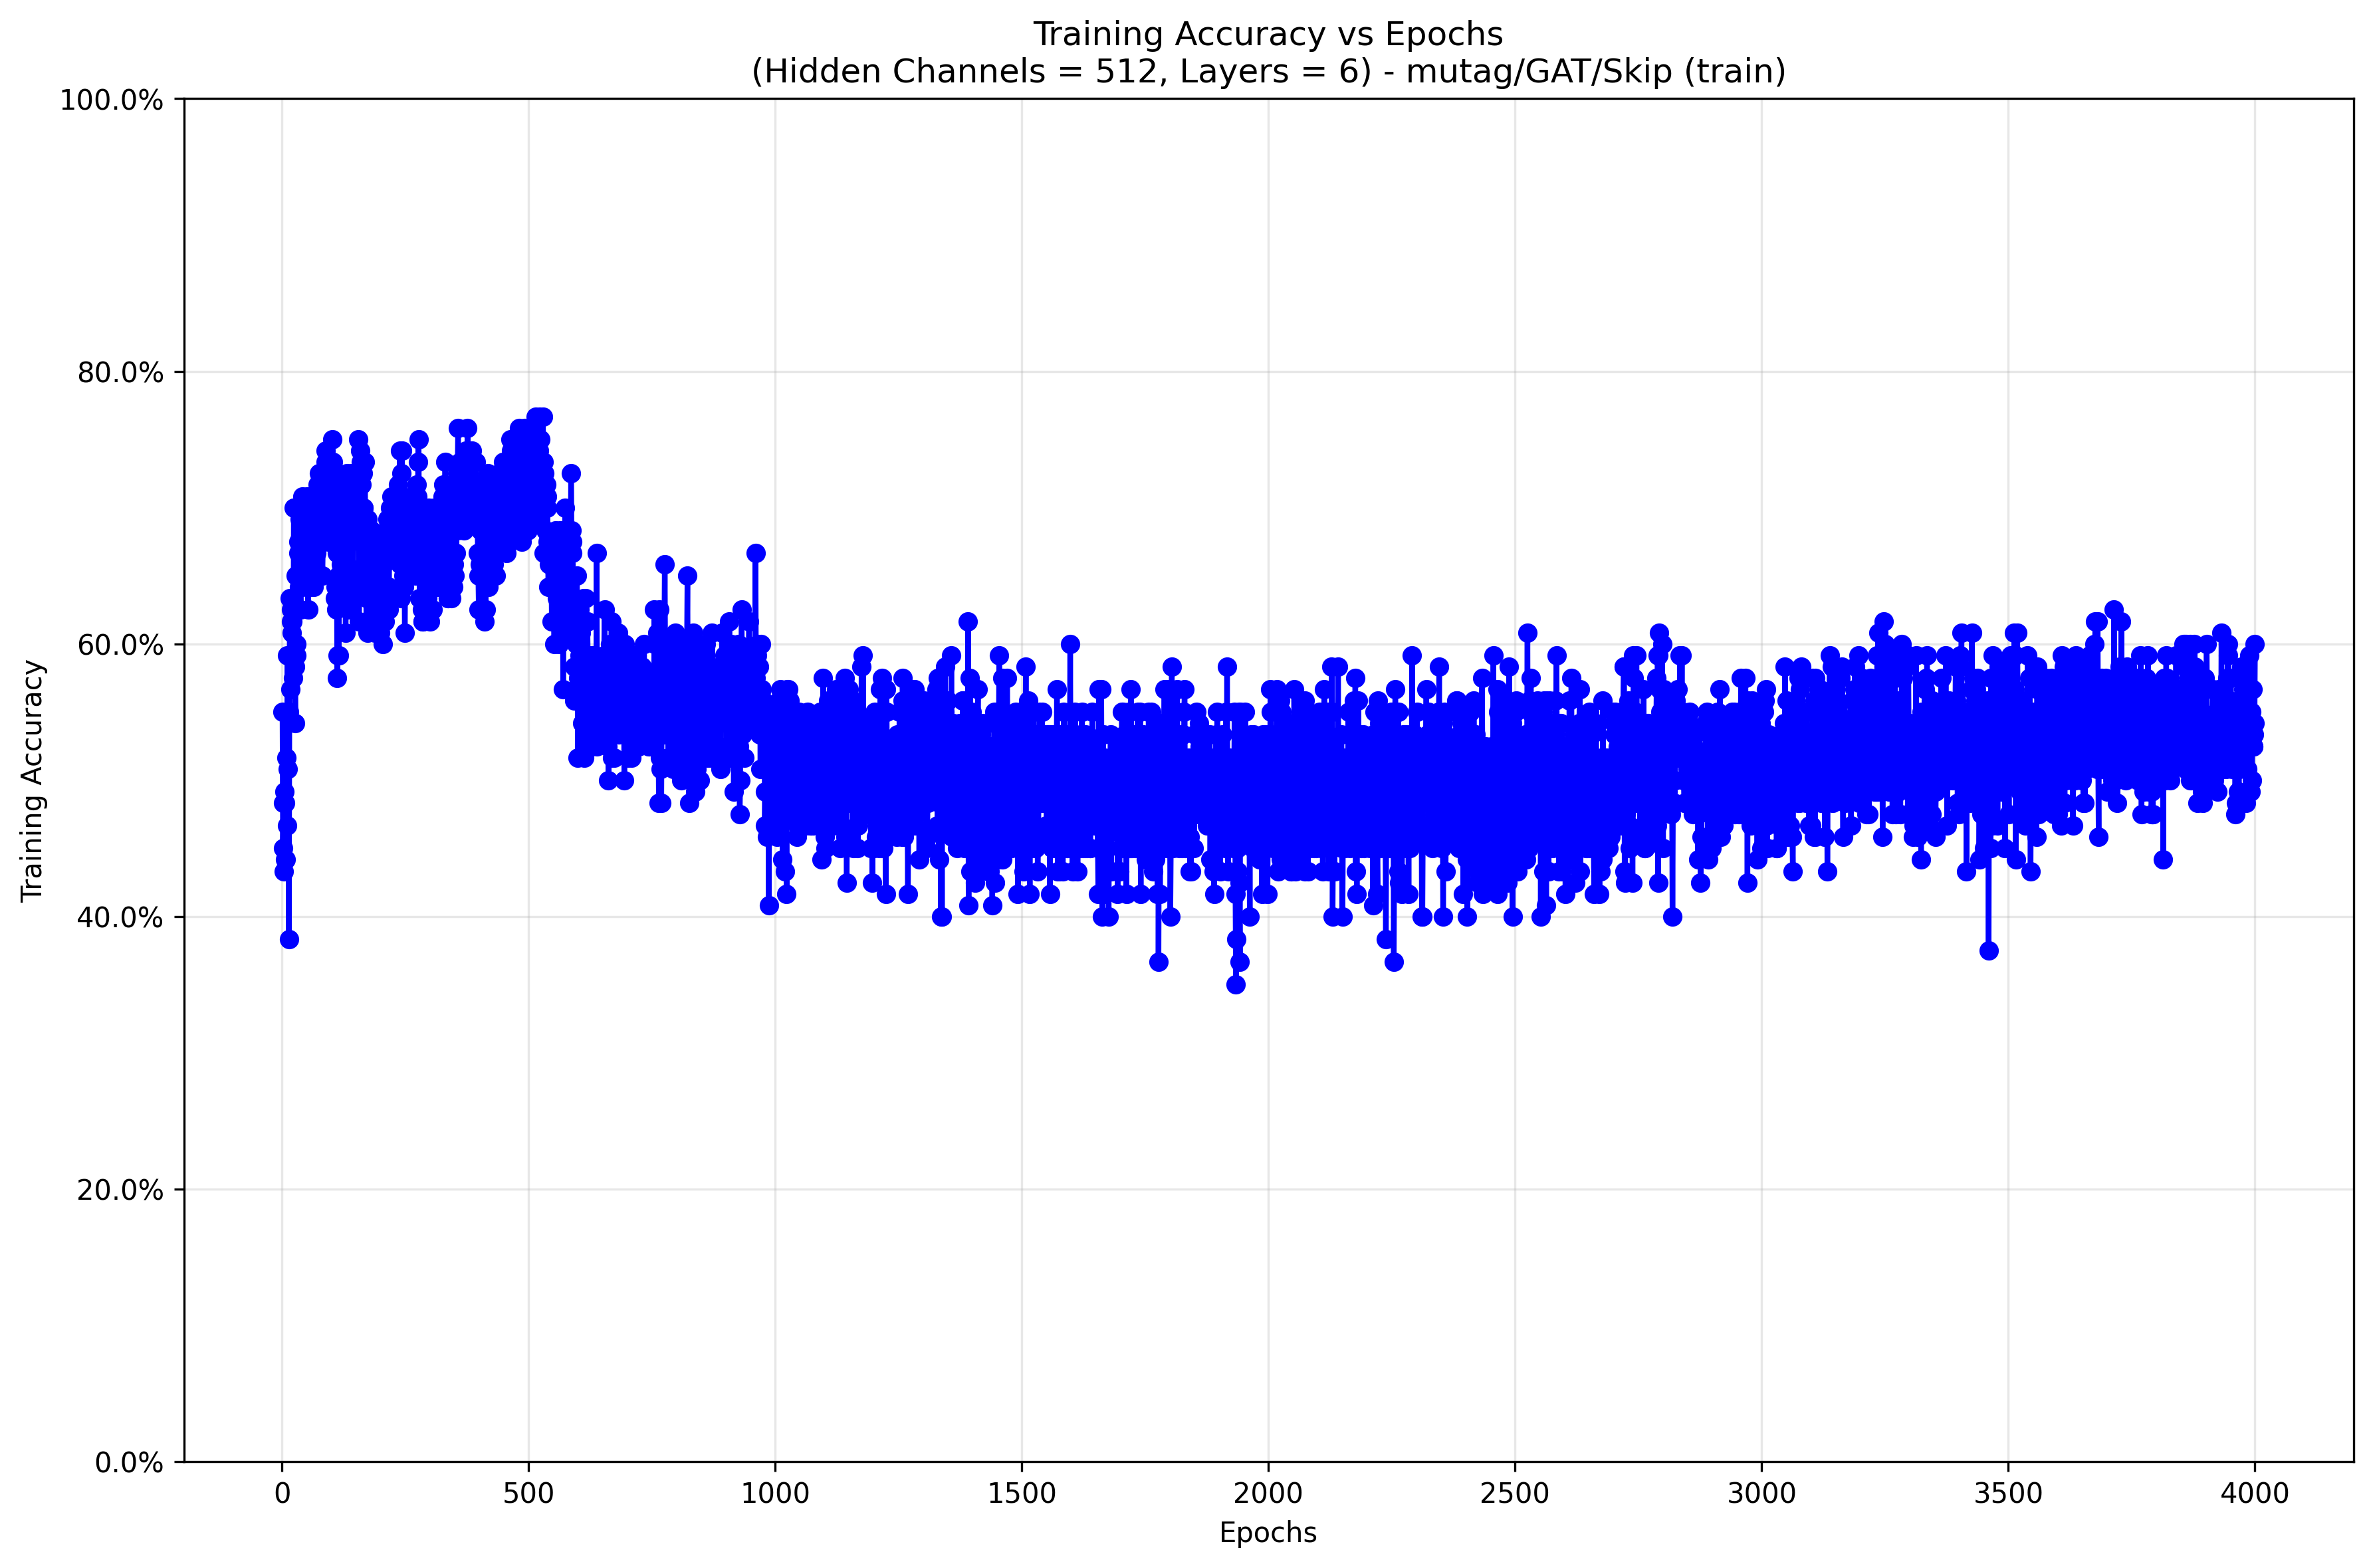 Training Accuracy vs Epochs
(Hidden Channels = 512, Layers = 6) - mutag/GAT/Skip (train)
100.0%
80.0%
60.0%
40.0%
20.0%
0.0%
Training Accuracy
0 500 1000 1500 2000 2500 3000 3500 4000
Epochs